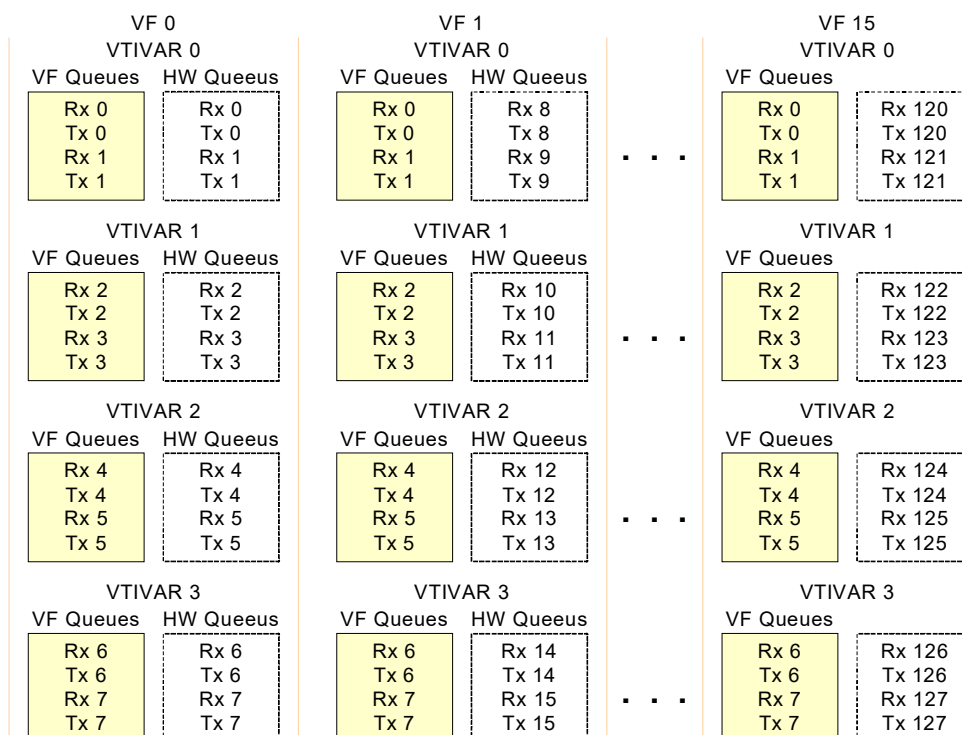 VF 0 VF 1 VF 15
VTIVAR 0 VTIVAR 0 VTIVAR 0
VF Queues HW Queeus VF Queues HW Queeus VF Queues
Rx 0 Rx 0 Rx 0 Rx 8 Rx 0 Rx 120
Tx 0 Tx 0 Tx 0 Tx 8 Tx 0 Tx 120
Rx 1 Rx 1 Rx 1 Rx 9 . . . Rx 1 Rx 121
Tx 1 Tx 1 Tx 1 Tx 9 Tx 1 Tx 121
VTIVAR 1 VTIVAR 1 VTIVAR 1
VF Queues HW Queeus VF Queues HW Queeus VF Queues
Rx 2 Rx 2 Rx 2 Rx 10 Rx 2 Rx 122
Tx 2 Tx 2 Tx 2 Tx 10 Tx 2 Tx 122
Rx 3 Rx 3 Rx 3 Rx 11 . . . Rx 3 Rx 123
Tx 3 Tx 3 Tx 3 Tx 11 Tx 3 Tx 123
VTIVAR 2 VTIVAR 2 VTIVAR 2
VF Queues HW Queeus VF Queues HW Queeus VF Queues
Rx 4 Rx 4 Rx 4 Rx 12 Rx 4 Rx 124
Tx 4 Tx 4 Tx 4 Tx 12 Tx 4 Tx 124
Rx 5 Rx 5 Rx 5 Rx 13 . . . Rx 5 Rx 125
Tx 5 Tx 5 Tx 5 Tx 13 Tx 5 Tx 125
VTIVAR 3 VTIVAR 3 VTIVAR 3
VF Queues HW Queeus VF Queues HW Queeus VF Queues
Rx 6 Rx 6 Rx 6 Rx 14 Rx 6 Rx 126
Tx 6 Tx 6 Tx 6 Tx 14 Tx 6 Tx 126
Rx 7 Rx 7 Rx 7 Rx 15 . . . Rx 7 Rx 127
Tx 7 Tx 7 Tx 7 Tx 15 Tx 7 Tx 127